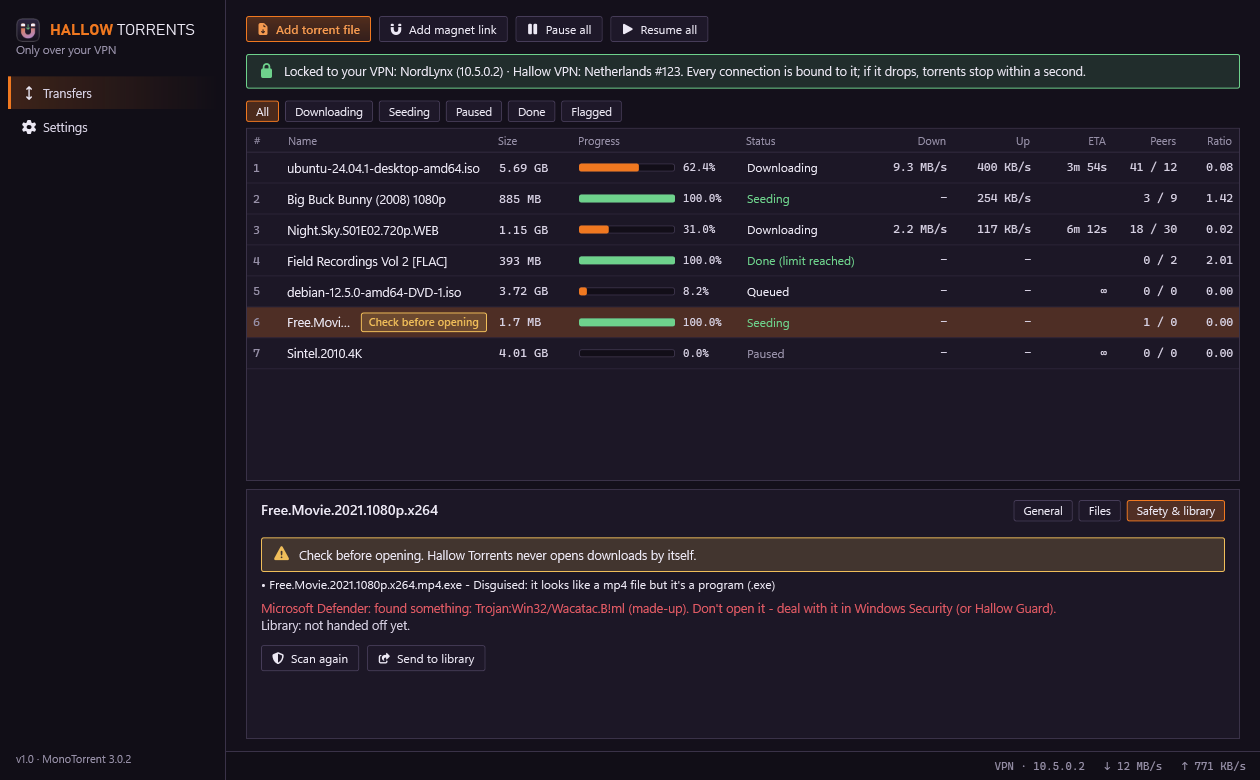 HALLOW TORRENTS
Only over your VPN
Transfers
Settings
v1.0 · MonoTorrent 3.0.2
Add torrent file Add magnet link Pause all Resume all
Locked to your VPN: NordLynx (10.5.0.2) · Hallow VPN: Netherlands #123. Every connection is bound to it; if it drops, torrents stop within a second.
All Downloading Seeding Paused Done Flagged
# Name Size Progress Status Down Up ETA Peers Ratio
1 ubuntu-24.04.1-desktop-amd64.iso 5.69 GB 62.4% Downloading 9.3 MB/s 400 KB/s 3m 54s 41 / 12 0.08
2 Big Buck Bunny (2008) 1080p 885 MB 100.0% Seeding – 254 KB/s 3 / 9 1.42
3 Night.Sky.S01E02.720p.WEB 1.15 GB 31.0% Downloading 2.2 MB/s 117 KB/s 6m 12s 18 / 30 0.02
4 Field Recordings Vol 2 [FLAC] 393 MB 100.0% Done (limit reached) – – 0 / 2 2.01
5 debian-12.5.0-amd64-DVD-1.iso 3.72 GB 8.2% Queued – – ∞ 0 / 0 0.00
6 Free.Movi... Check before opening 1.7 MB 100.0% Seeding – – 1 / 0 0.00
7 Sintel.2010.4K 4.01 GB 0.0% Paused – – ∞ 0 / 0 0.00
Free.Movie.2021.1080p.x264 General Files Safety & library
Check before opening. Hallow Torrents never opens downloads by itself.
• Free.Movie.2021.1080p.x264.mp4.exe - Disguised: it looks like a mp4 file but it's a program (.exe)
Microsoft Defender: found something: Trojan:Win32/Wacatac.B!ml (made-up). Don't open it - deal with it in Windows Security (or Hallow Guard).
Library: not handed off yet.
Scan again Send to library
VPN · 10.5.0.2 ↓ 12 MB/s ↑ 771 KB/s